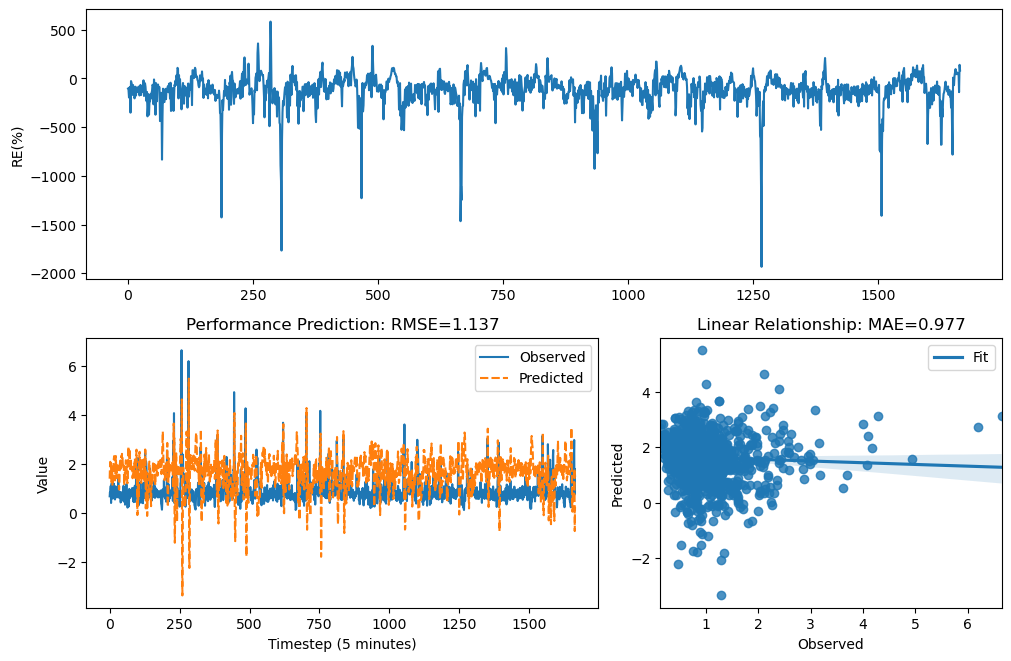 500
0
−500
−1000
−1500
−2000
RE(%)
0 250 500 750 1000 1250 1500
Performance Prediction: RMSE=1.137
Observed
Predicted
6
4
2
0
−2
Value
0 250 500 750 1000 1250 1500
Timestep (5 minutes)
Linear Relationship: MAE=0.977
Fit
4
2
0
−2
Predicted
1 2 3 4 5 6
Observed